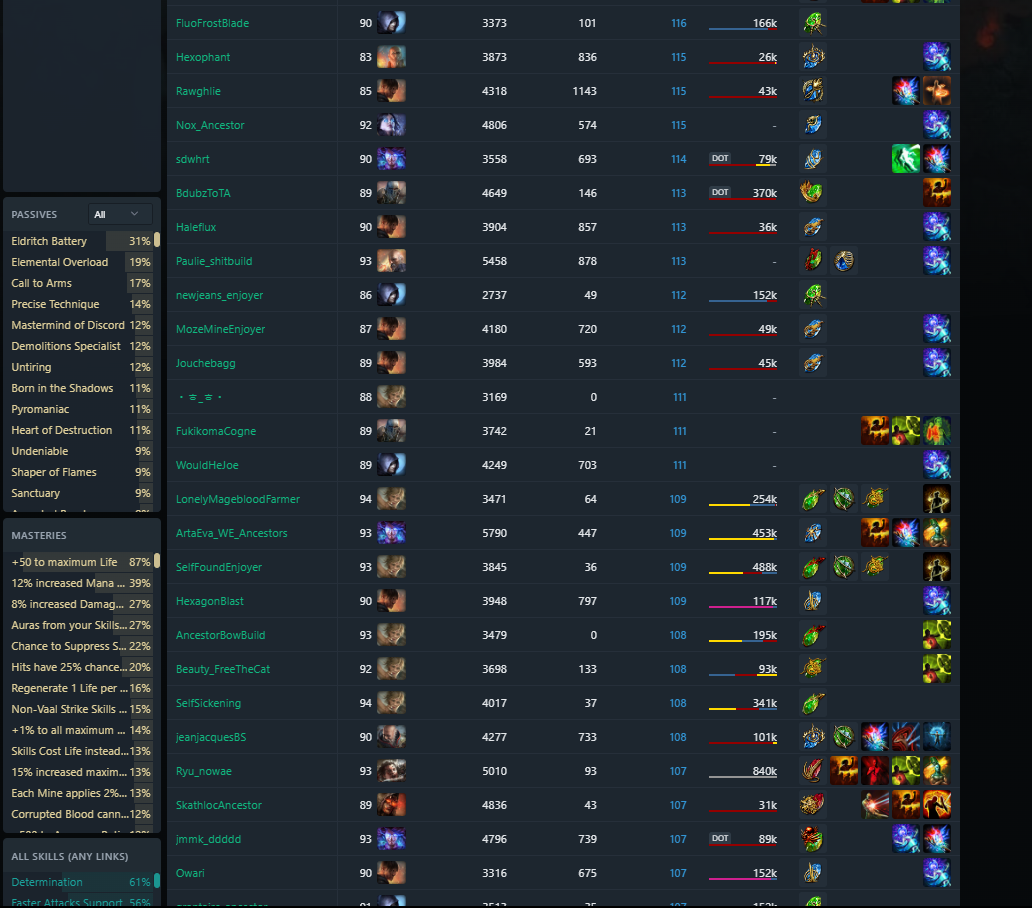 FluoFrostBlade 90 3373 101 116 166k
Hexophant 83 3873 836 115 26k
Rawghlie 85 4318 1143 115 43k
Nox_Ancestor 92 4806 574 115 -
sdwhrt 90 3558 693 114 DOT 79k
BdubzToTA 89 4649 146 113 DOT 370k
Haleflux 90 3904 857 113 36k
Paulie_shitbuild 93 5458 878 113 -
newjeans_enjoyer 86 2737 49 112 152k
MozeMineEnjoyer 87 4180 720 112 49k
Jouchebagg 89 3984 593 112 45k
・ㅎ_ㅎ・ 88 3169 0 111 -
FukikomaCogne 89 3742 21 111 -
WouldHeJoe 89 4249 703 111 -
LonelyMagebloodFarmer 94 3471 64 109 254k
ArtaEva_WE_Ancestors 93 5790 447 109 453k
SelfFoundEnjoyer 93 3845 36 109 488k
HexagonBlast 90 3948 797 109 117k
AncestorBowBuild 93 3479 0 108 195k
Beauty_FreeTheCat 92 3698 133 108 93k
SelfSickening 94 4017 37 108 341k
jeanjacquesBS 90 4277 733 108 101k
Ryu_nowae 93 5010 93 107 840k
SkathlocAncestor 89 4836 43 107 31k
jmmk_ddddd 93 4796 739 107 DOT 89k
Owari 90 3316 675 107 152k
PASSIVES All
Eldritch Battery 31%
Elemental Overload 19%
Call to Arms 17%
Precise Technique 14%
Mastermind of Discord 12%
Demolitions Specialist 12%
Untiring 12%
Born in the Shadows 11%
Pyromaniac 11%
Heart of Destruction 11%
Undeniable 9%
Shaper of Flames 9%
Sanctuary 9%
MASTERIES
+50 to maximum Life 87%
12% increased Mana ... 39%
8% increased Damag... 27%
Auras from your Skills... 27%
Chance to Suppress S... 22%
Hits have 25% chance... 20%
Regenerate 1 Life per ... 16%
Non-Vaal Strike Skills ... 15%
+1% to all maximum ... 14%
Skills Cost Life instead... 13%
15% increased maxim... 13%
Each Mine applies 2%... 13%
Corrupted Blood cann... 12%
ALL SKILLS (ANY LINKS)
Determination 61%
Faster Attacks Support 56%